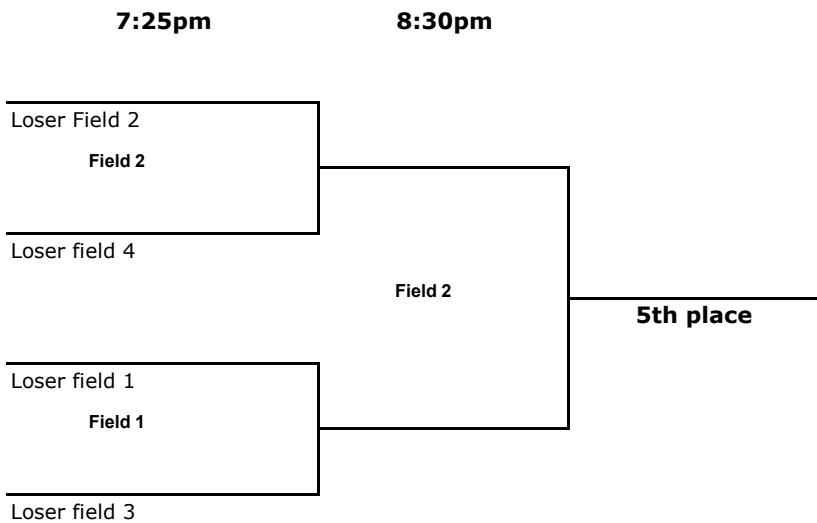 7:25pm 8:30pm
Loser Field 2
Field 2
Loser field 4
Field 2
5th place
Loser field 1
Field 1
Loser field 3